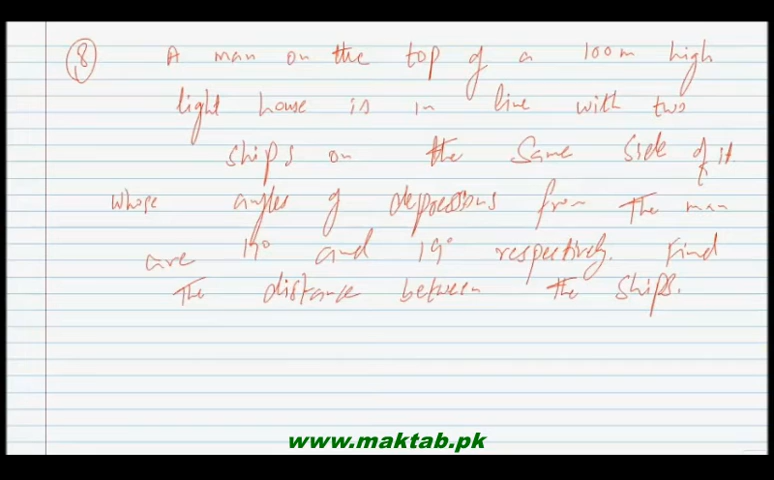 8 A man on the top of a 100m high
light house is in line with two
ships on the same side of it
whose angles of depressions from the man
are 17° and 19° respectively. Find
The distance between the ships.
www.maktab.pk